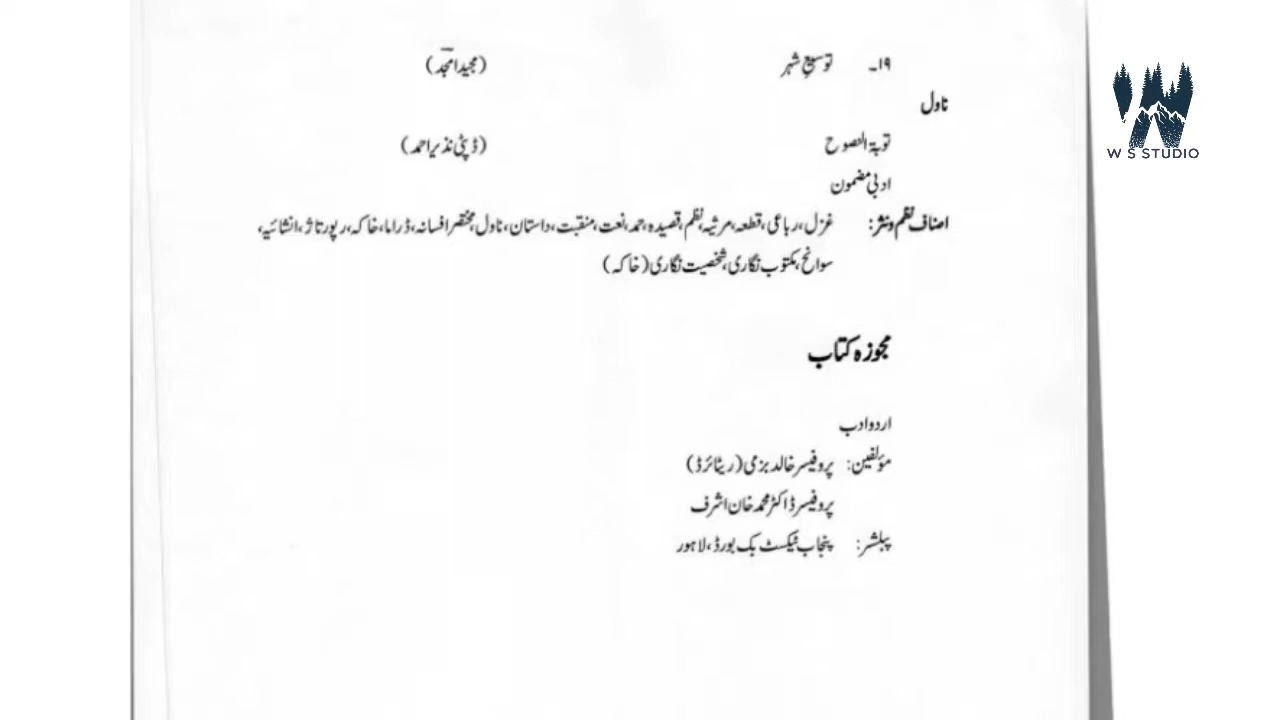 ۱۹۔ توسیعِ شہر (مجید امجد)
ناول
توبۃ النصوح (ڈپٹی نذیر احمد)
ادبی مضمون
اصناف نظم و نثر: غزل، رباعی، قطعہ، مرثیہ، نظم، قصیدہ، حمد، نعت، منقبت، داستان، ناول، مختصر افسانہ، ڈراما، خاکہ، رپورتاژ، انشائیہ،
سوانح، مکتوب نگاری، شخصیت نگاری (خاکہ)
مجوزہ کتاب
اردو ادب
مؤلفین: پروفیسر خالد بزمی (ریٹائرڈ)
پروفیسر ڈاکٹر محمد خان اشرف
پبلشر: پنجاب ٹیکسٹ بک بورڈ، لاہور
W S STUDIO